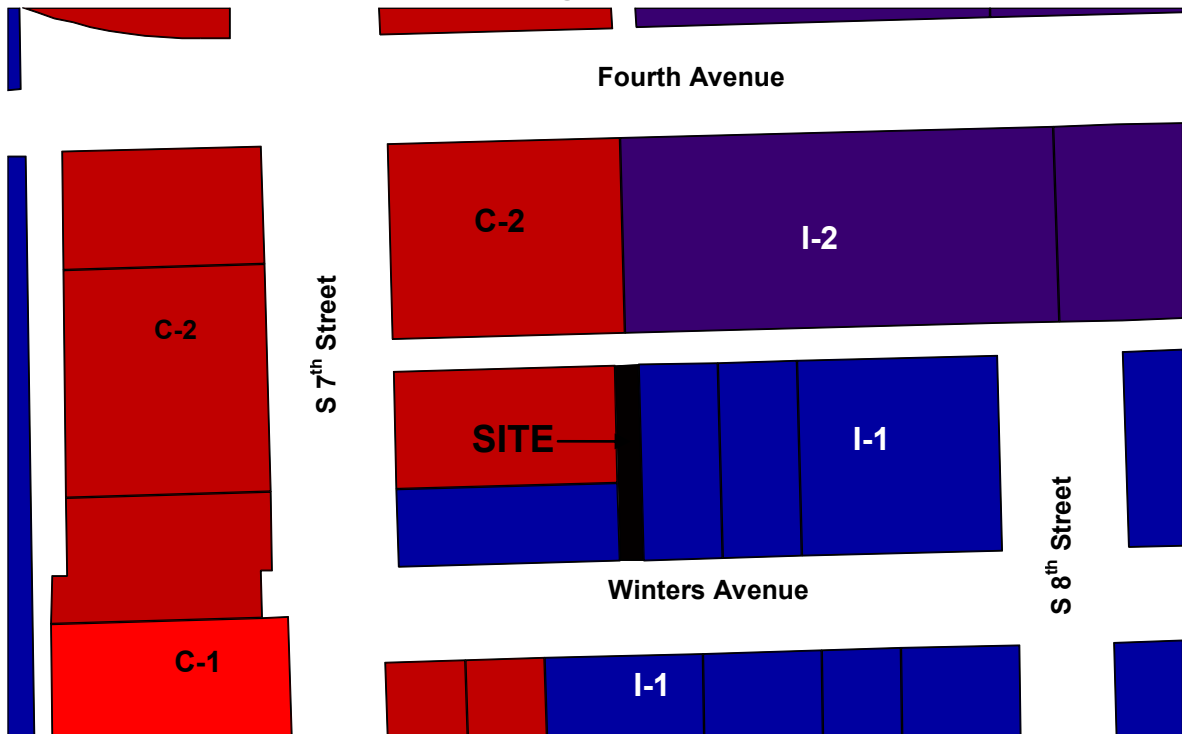 Fourth Avenue
C-2
I-2
C-2
S 7th Street
SITE
I-1
S 8th Street
Winters Avenue
C-1
I-1